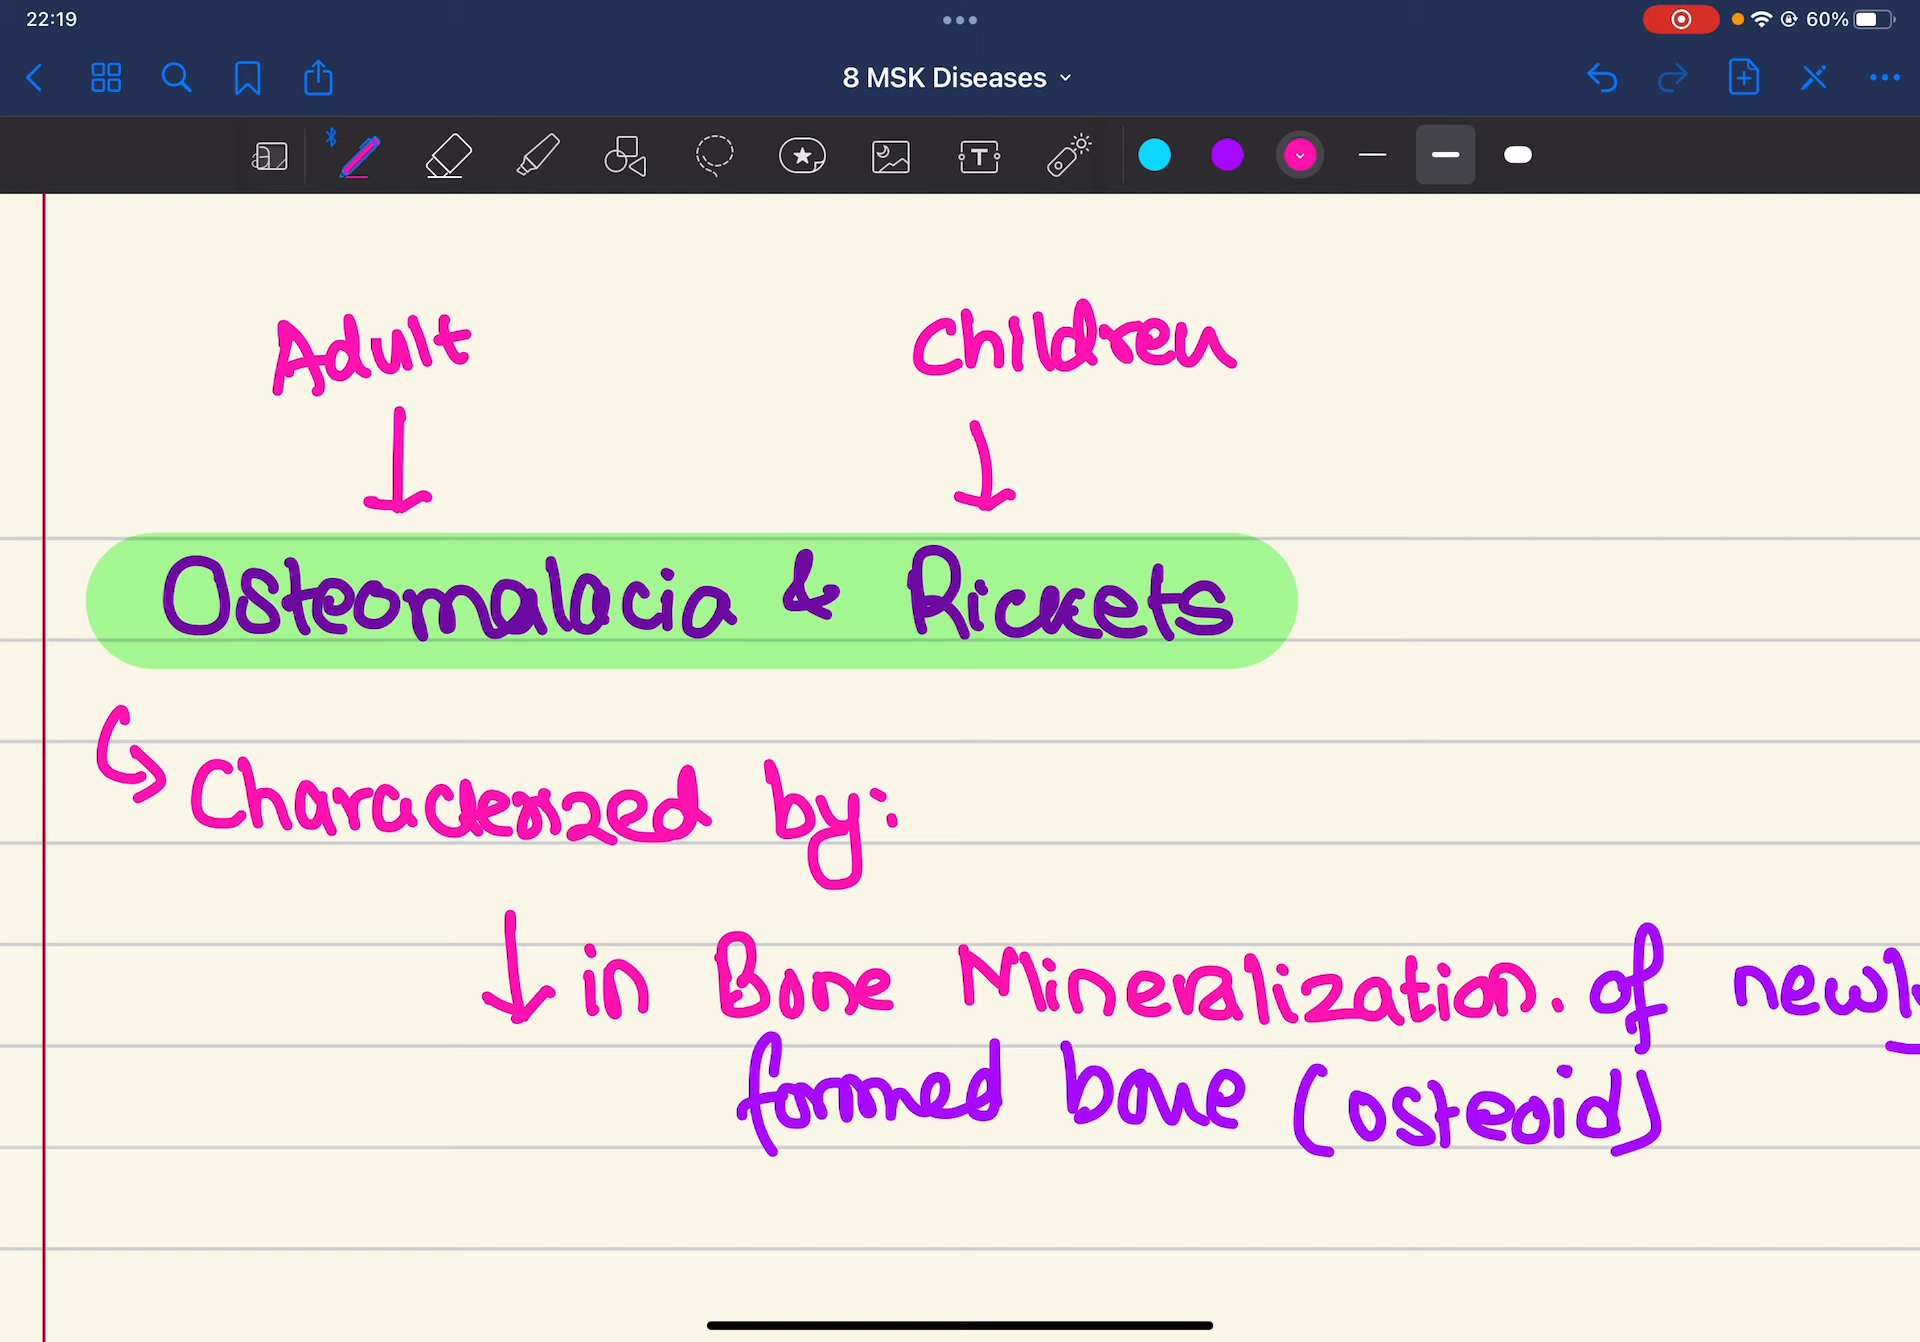 22:19
60%
8 MSK Diseases
T
Adult Children
↓ ↓
Osteomalacia & Rickets
↳ Characterized by:
↓ in Bone Mineralization. of newly
formed bone (osteoid)